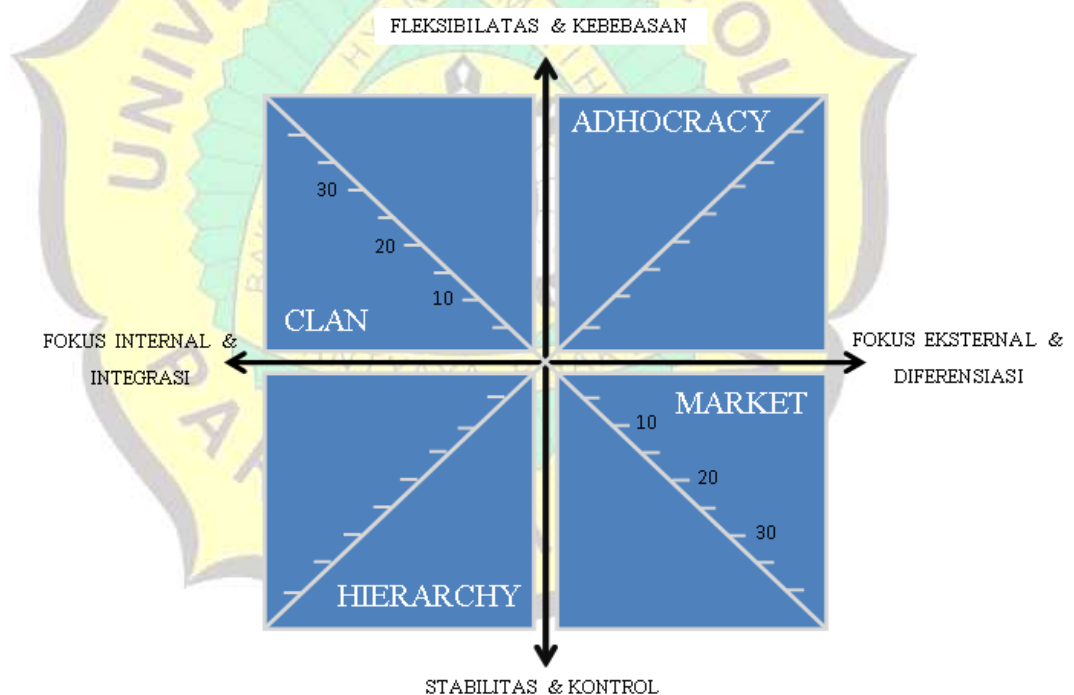 FLEKSIBILATAS & KEBEBASAN
ADHOCRACY
30
20
10
CLAN
FOKUS INTERNAL &
INTEGRASI
FOKUS EKSTERNAL &
DIFERENSIASI
MARKET
10
20
30
HIERARCHY
STABILITAS & KONTROL